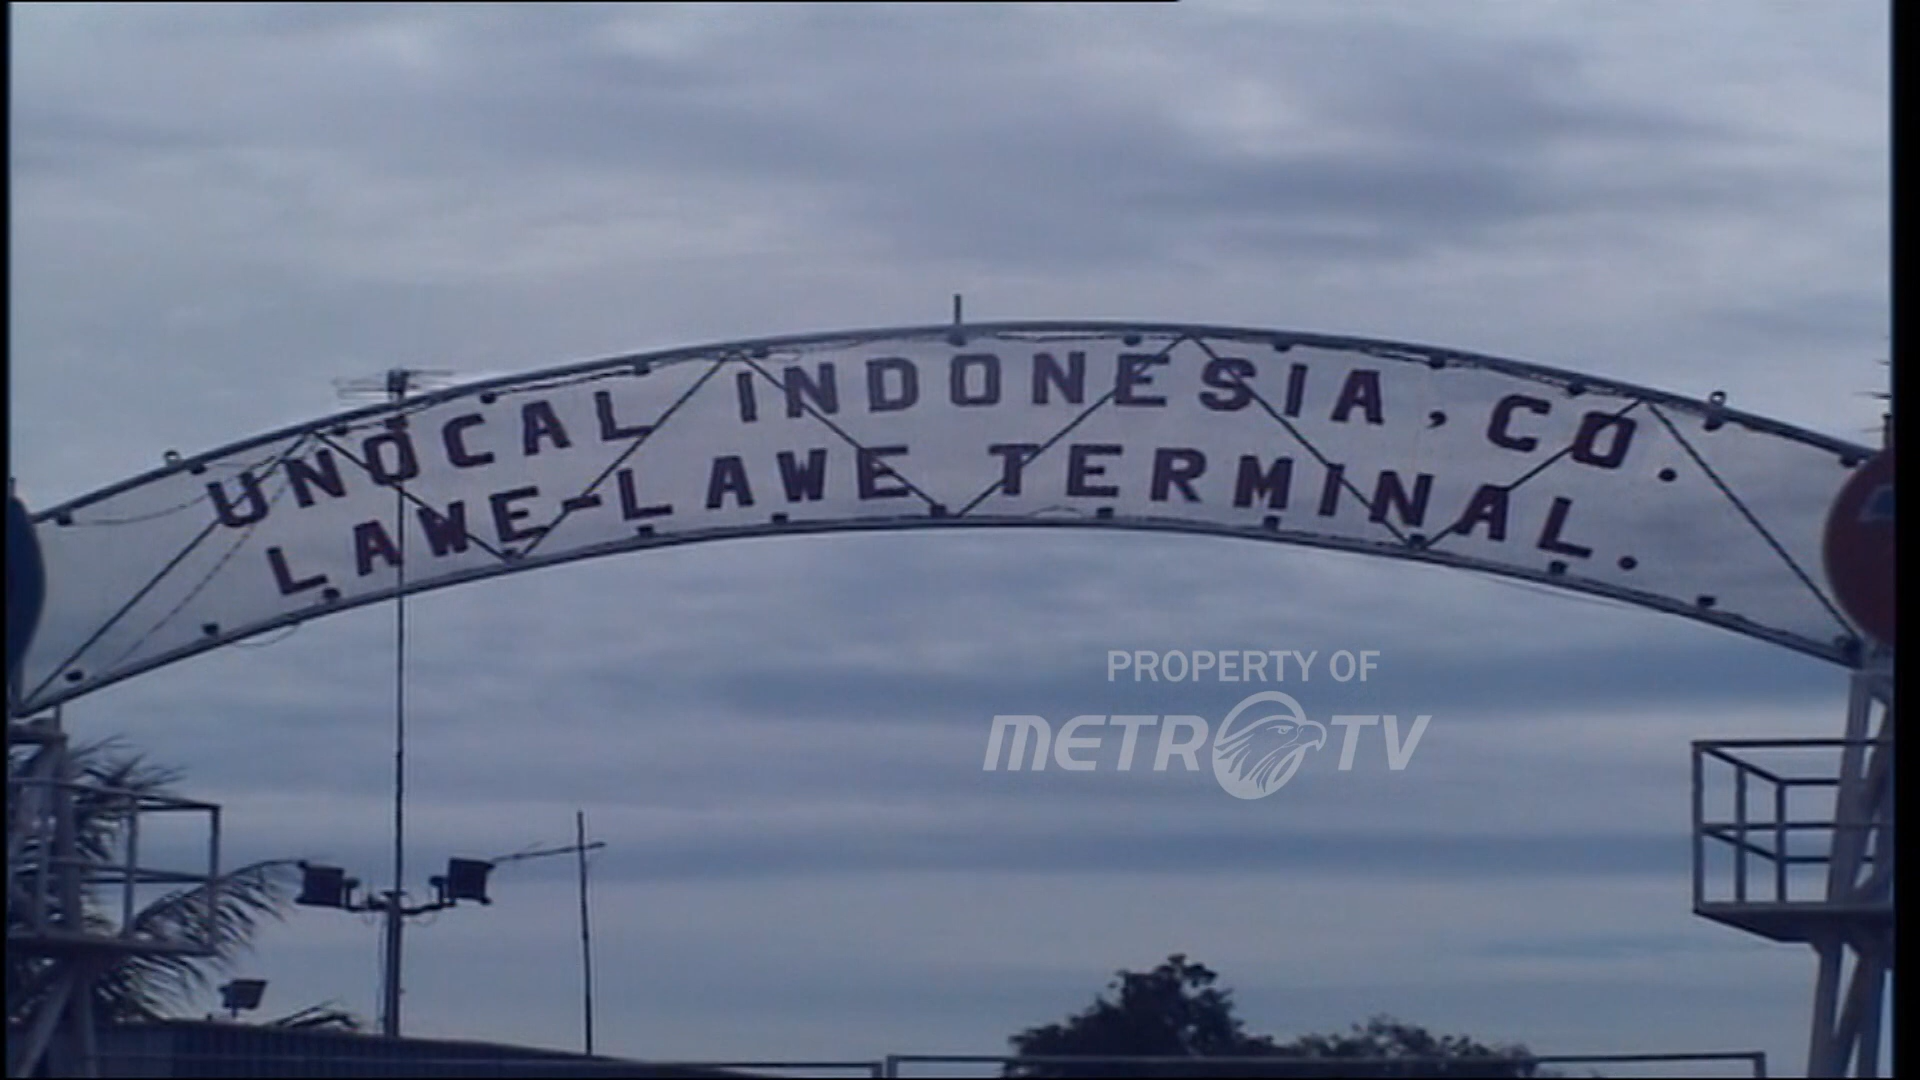 UNOCAL INDONESIA, CO.
LAWE-LAWE TERMINAL.
PROPERTY OF
METRO TV